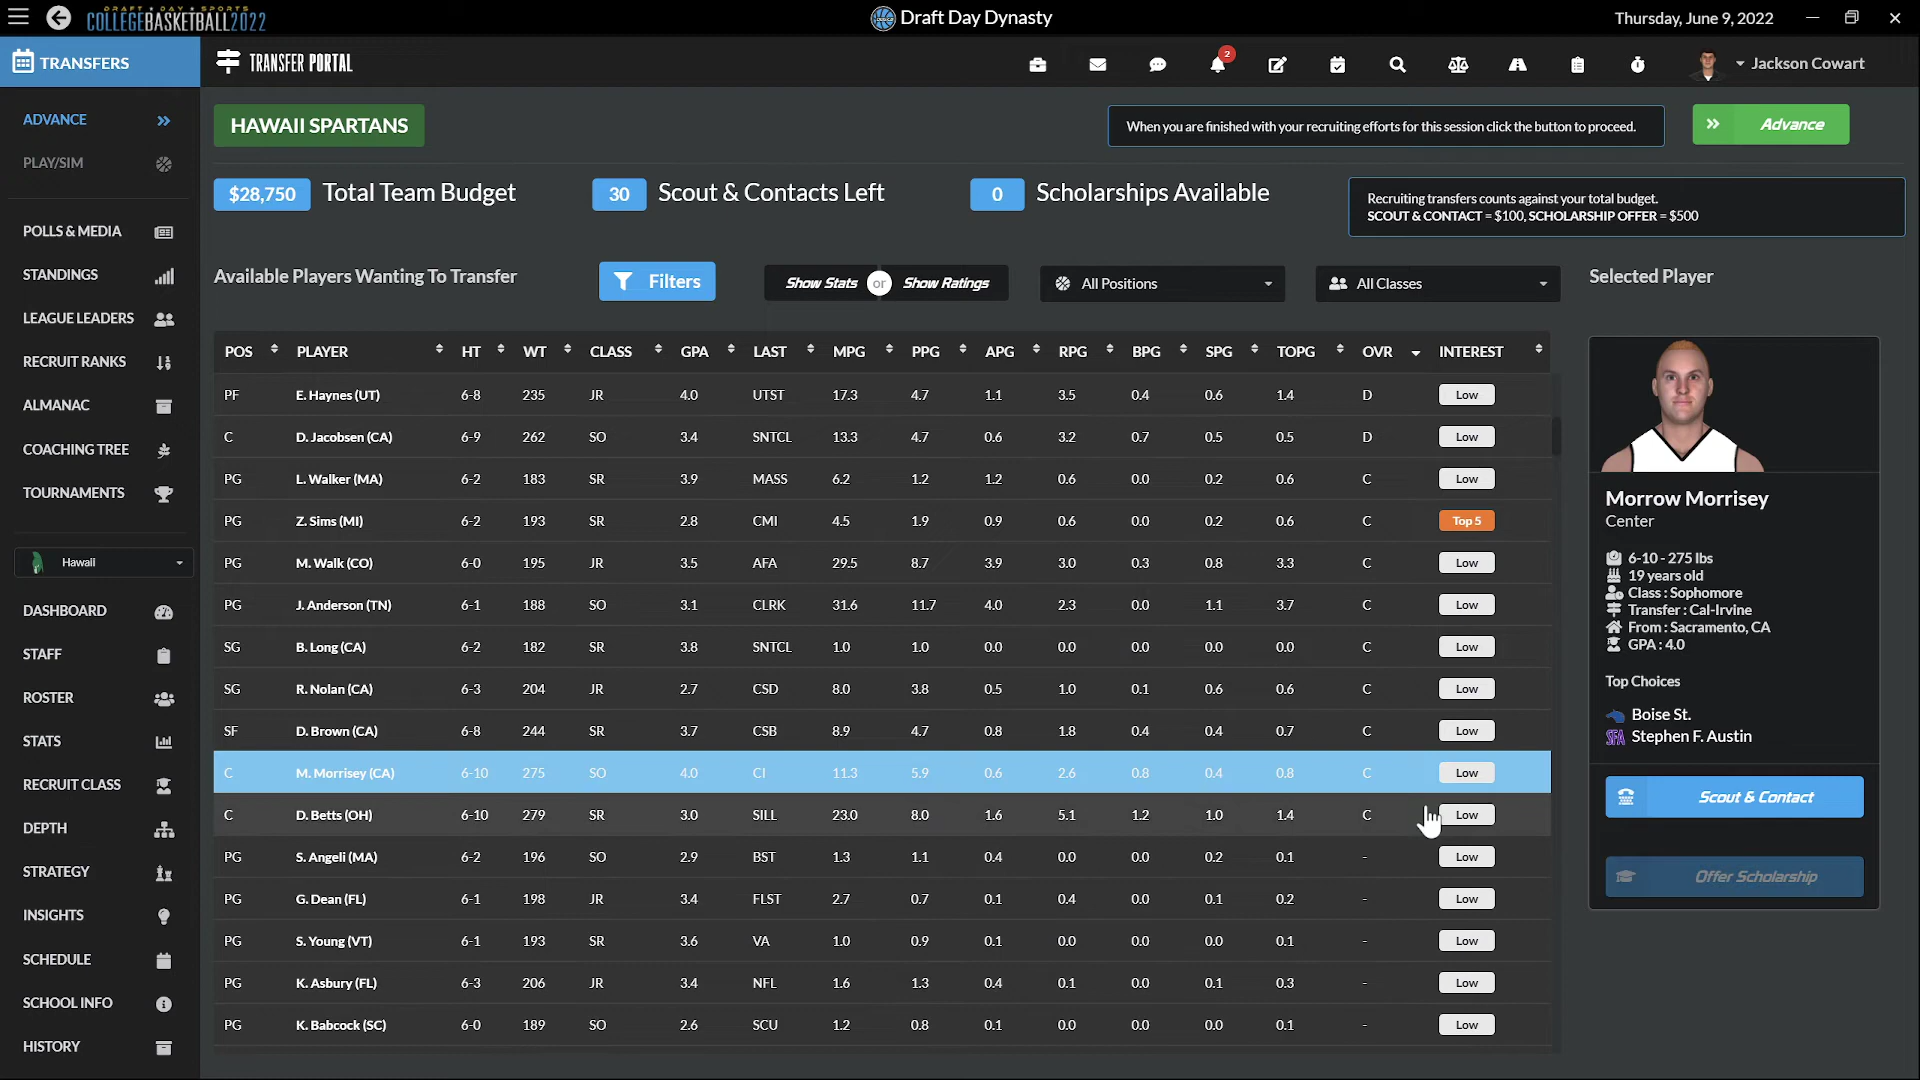 DRAFT DAY SPORTS
COLLEGE BASKETBALL 2022
Draft Day Dynasty
Thursday, June 9, 2022
TRANSFERS
TRANSFER PORTAL
2
Jackson Cowart
ADVANCE
PLAY/SIM
POLLS & MEDIA
STANDINGS
LEAGUE LEADERS
RECRUIT RANKS
ALMANAC
COACHING TREE
TOURNAMENTS
Hawaii
DASHBOARD
STAFF
ROSTER
STATS
RECRUIT CLASS
DEPTH
STRATEGY
INSIGHTS
SCHEDULE
SCHOOL INFO
HISTORY
HAWAII SPARTANS
When you are finished with your recruiting efforts for this session click the button to proceed.
Advance
$28,750 Total Team Budget
30 Scout & Contacts Left
0 Scholarships Available
Recruiting transfers counts against your total budget.
SCOUT & CONTACT = $100, SCHOLARSHIP OFFER = $500
Available Players Wanting To Transfer
Filters
Show Stats or Show Ratings
All Positions
All Classes
Selected Player
POS PLAYER HT WT CLASS GPA LAST MPG PPG APG RPG BPG SPG TOPG OVR INTEREST
PF E. Haynes (UT) 6-8 235 JR 4.0 UTST 17.3 4.7 1.1 3.5 0.4 0.6 1.4 D Low
C D. Jacobsen (CA) 6-9 262 SO 3.4 SNTCL 13.3 4.7 0.6 3.2 0.7 0.5 0.5 D Low
PG L. Walker (MA) 6-2 183 SR 3.9 MASS 6.2 1.2 1.2 0.6 0.0 0.2 0.6 C Low
PG Z. Sims (MI) 6-2 193 SR 2.8 CMI 4.5 1.9 0.9 0.6 0.0 0.2 0.6 C Top 5
PG M. Walk (CO) 6-0 195 JR 3.5 AFA 29.5 8.7 3.9 3.0 0.3 0.8 3.3 C Low
PG J. Anderson (TN) 6-1 188 SO 3.1 CLRK 31.6 11.7 4.0 2.3 0.0 1.1 3.7 C Low
SG B. Long (CA) 6-2 182 SR 3.8 SNTCL 1.0 1.0 0.0 0.0 0.0 0.0 0.0 C Low
SG R. Nolan (CA) 6-3 204 JR 2.7 CSD 8.0 3.8 0.5 1.0 0.1 0.6 0.6 C Low
SF D. Brown (CA) 6-8 244 SR 3.7 CSB 8.9 4.7 0.8 1.8 0.4 0.4 0.7 C Low
C M. Morrisey (CA) 6-10 275 SO 4.0 CI 11.3 5.9 0.6 2.6 0.8 0.4 0.8 C Low
C D. Betts (OH) 6-10 279 SR 3.0 SILL 23.0 8.0 1.6 5.1 1.2 1.0 1.4 C Low
PG S. Angeli (MA) 6-2 196 SO 2.9 BST 1.3 1.1 0.4 0.0 0.0 0.2 0.1 - Low
PG G. Dean (FL) 6-1 198 JR 3.4 FLST 2.7 0.7 0.1 0.4 0.0 0.1 0.2 - Low
PG S. Young (VT) 6-1 193 SR 3.6 VA 1.0 0.9 0.1 0.0 0.0 0.0 0.1 - Low
PG K. Asbury (FL) 6-3 206 JR 3.4 NFL 1.6 1.3 0.4 0.1 0.0 0.1 0.3 - Low
PG K. Babcock (SC) 6-0 189 SO 2.6 SCU 1.2 0.8 0.1 0.0 0.0 0.0 0.1 - Low
Morrow Morrisey
Center
6-10 - 275 lbs
19 years old
Class : Sophomore
Transfer : Cal-Irvine
From : Sacramento, CA
GPA : 4.0
Top Choices
Boise St.
SFA Stephen F. Austin
Scout & Contact
Offer Scholarship